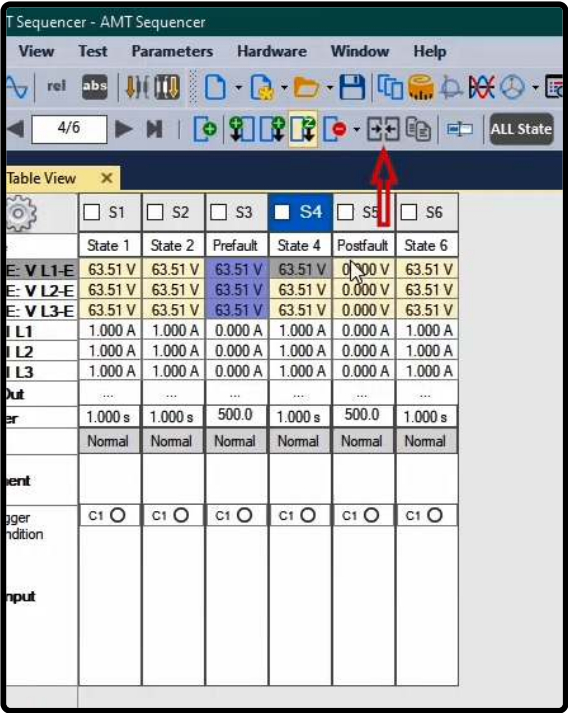 T Sequencer - AMT Sequencer
View Test Parameters Hardware Window Help
rel abs
4/6 ALL State
Table View ×
S1 S2 S3 S4 S5 S6
State 1 State 2 Prefault State 4 Postfault State 6
E: V L1-E 63.51 V 63.51 V 63.51 V 63.51 V 0.000 V 63.51 V
E: V L2-E 63.51 V 63.51 V 63.51 V 63.51 V 0.000 V 63.51 V
E: V L3-E 63.51 V 63.51 V 63.51 V 63.51 V 0.000 V 63.51 V
I L1 1.000 A 1.000 A 0.000 A 1.000 A 0.000 A 1.000 A
I L2 1.000 A 1.000 A 0.000 A 1.000 A 0.000 A 1.000 A
I L3 1.000 A 1.000 A 0.000 A 1.000 A 0.000 A 1.000 A
Out ... ... ... ... ... ...
er 1.000 s 1.000 s 500.0 1.000 s 500.0 1.000 s
Normal Normal Normal Normal Normal Normal
ment
gger C1 C1 C1 C1 C1 C1
ndition
nput